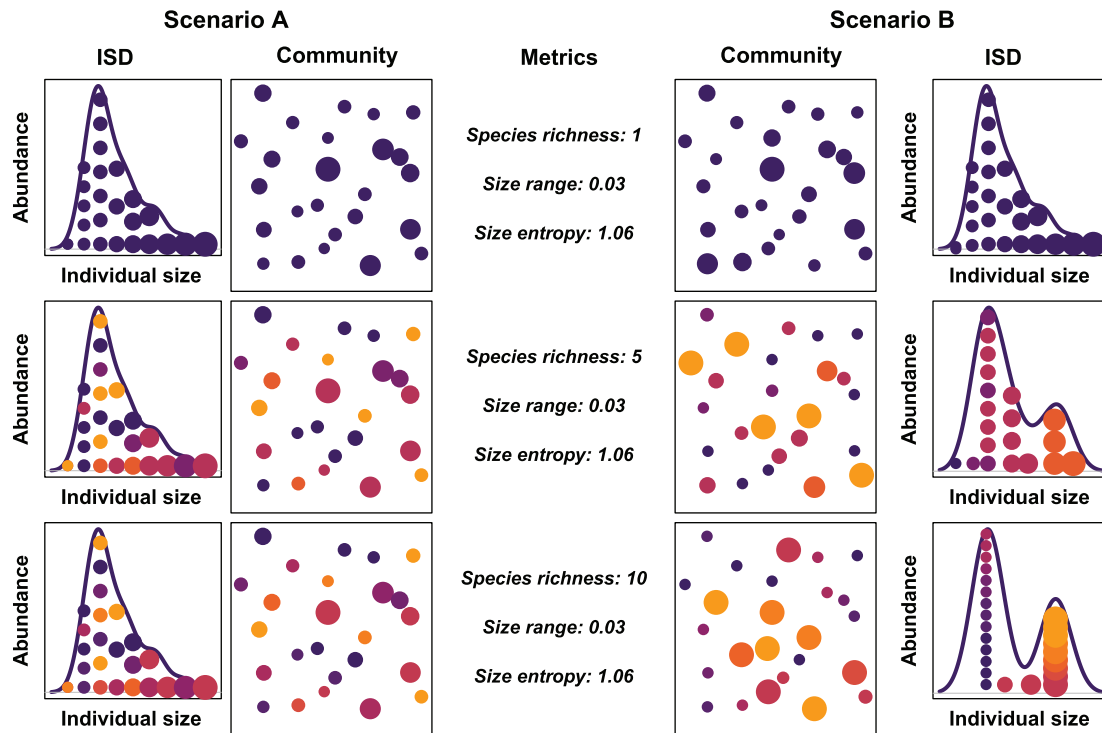 Scenario A
Scenario B
ISD
Community
Metrics
Community
ISD
Abundance
Individual size
Species richness: 1
Size range: 0.03
Size entropy: 1.06
Abundance
Individual size
Abundance
Individual size
Species richness: 5
Size range: 0.03
Size entropy: 1.06
Abundance
Individual size
Abundance
Individual size
Species richness: 10
Size range: 0.03
Size entropy: 1.06
Abundance
Individual size